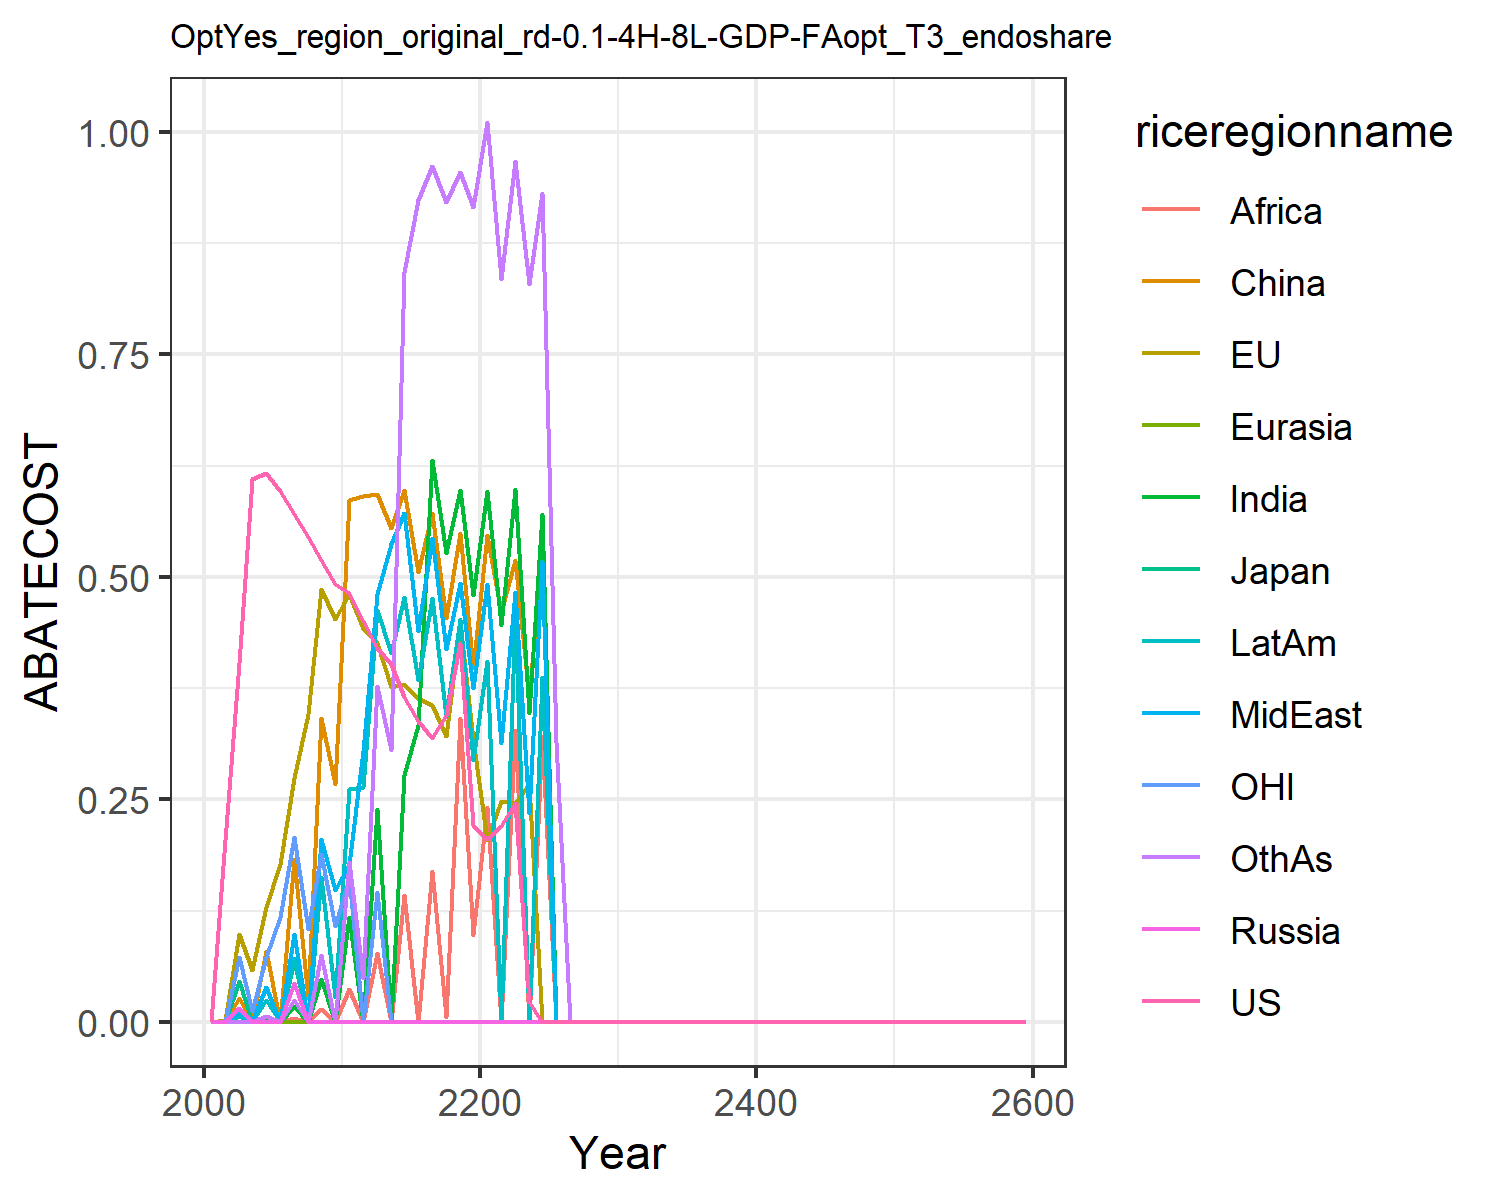 OptYes_region_original_rd-0.1-4H-8L-GDP-FAopt_T3_endoshare
ABATECOST
1.00
0.75
0.50
0.25
0.00
2000
2200
2400
2600
Year
riceregionname
Africa
China
EU
Eurasia
India
Japan
LatAm
MidEast
OHI
OthAs
Russia
US